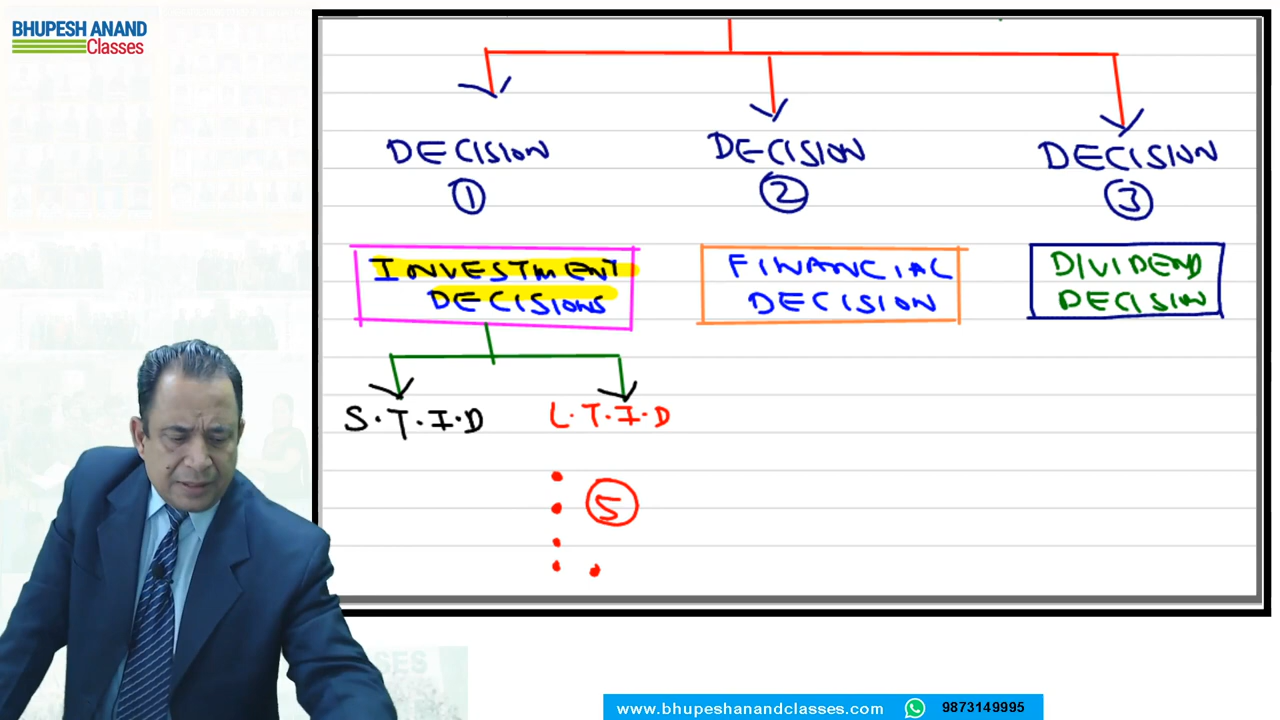 BHUPESH ANAND
Classes
DECISION
①
DECISION
②
DECISION
③
INVESTMENT
DECISIONS
FINANCIAL
DECISION
DIVIDEND
DECISION
S.T.I.D
L.T.I.D
⑤
www.bhupeshanandclasses.com
9873149995